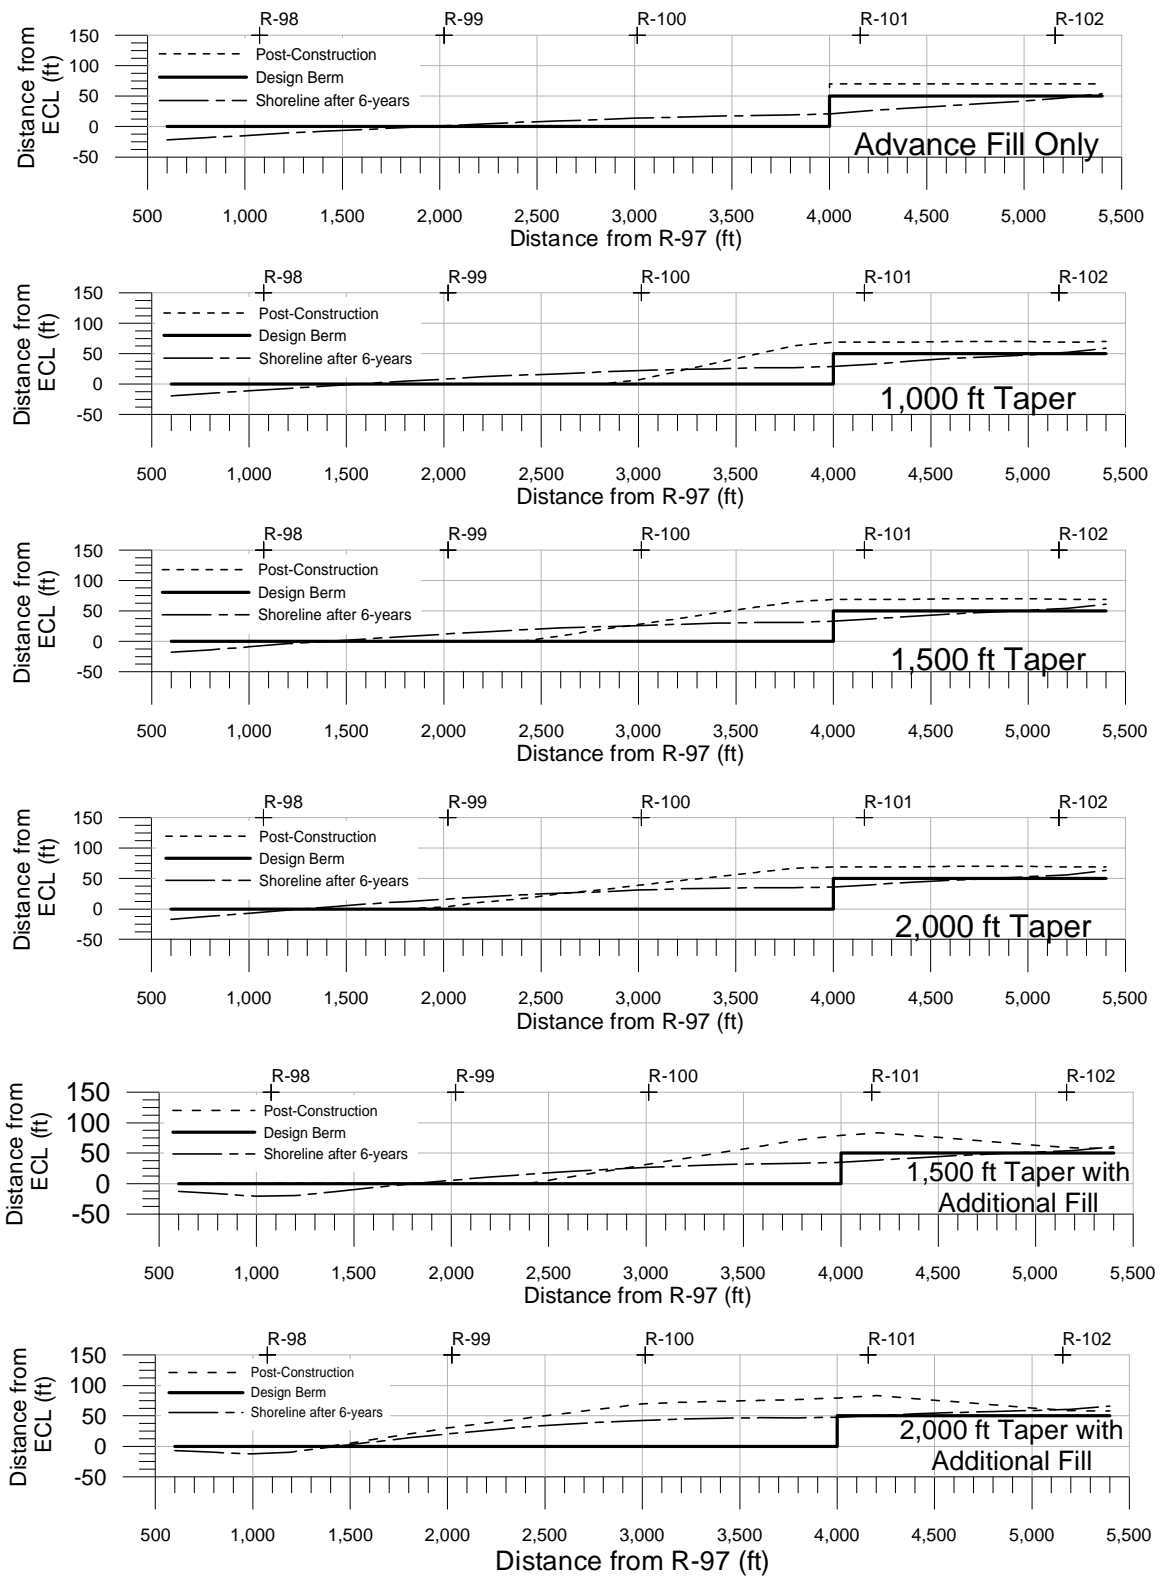 R-98 R-99 R-100 R-101 R-102
150
100
50
0
-50
Distance from
ECL (ft)
Post-Construction
Design Berm
Shoreline after 6-years
Advance Fill Only
500 1,000 1,500 2,000 2,500 3,000 3,500 4,000 4,500 5,000 5,500
Distance from R-97 (ft)
R-98 R-99 R-100 R-101 R-102
150
100
50
0
-50
Distance from
ECL (ft)
Post-Construction
Design Berm
Shoreline after 6-years
1,000 ft Taper
500 1,000 1,500 2,000 2,500 3,000 3,500 4,000 4,500 5,000 5,500
Distance from R-97 (ft)
R-98 R-99 R-100 R-101 R-102
150
100
50
0
-50
Distance from
ECL (ft)
Post-Construction
Design Berm
Shoreline after 6-years
1,500 ft Taper
500 1,000 1,500 2,000 2,500 3,000 3,500 4,000 4,500 5,000 5,500
Distance from R-97 (ft)
R-98 R-99 R-100 R-101 R-102
150
100
50
0
-50
Distance from
ECL (ft)
Post-Construction
Design Berm
Shoreline after 6-years
2,000 ft Taper
500 1,000 1,500 2,000 2,500 3,000 3,500 4,000 4,500 5,000 5,500
Distance from R-97 (ft)
R-98 R-99 R-100 R-101 R-102
150
100
50
0
-50
Distance from
ECL (ft)
Post-Construction
Design Berm
Shoreline after 6-years
1,500 ft Taper with
Additional Fill
500 1,000 1,500 2,000 2,500 3,000 3,500 4,000 4,500 5,000 5,500
Distance from R-97 (ft)
R-98 R-99 R-100 R-101 R-102
150
100
50
0
-50
Distance from
ECL (ft)
Post-Construction
Design Berm
Shoreline after 6-years
2,000 ft Taper with
Additional Fill
500 1,000 1,500 2,000 2,500 3,000 3,500 4,000 4,500 5,000 5,500
Distance from R-97 (ft)